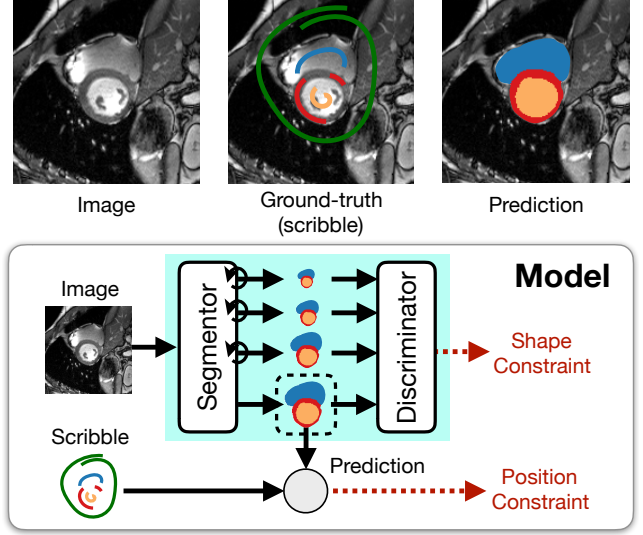 Image
Ground-truth
(scribble)
Prediction
Model
Image
Segmentor
Discriminator
Shape
Constraint
Scribble
Prediction
Position
Constraint